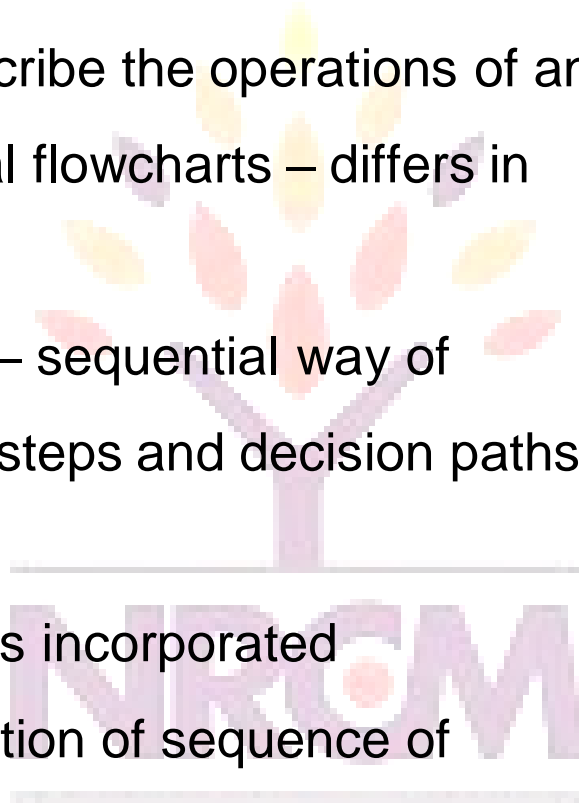 cribe the operations of an
al flowcharts – differs in
– sequential way of
steps and decision paths
s incorporated
NRCM
tion of sequence of